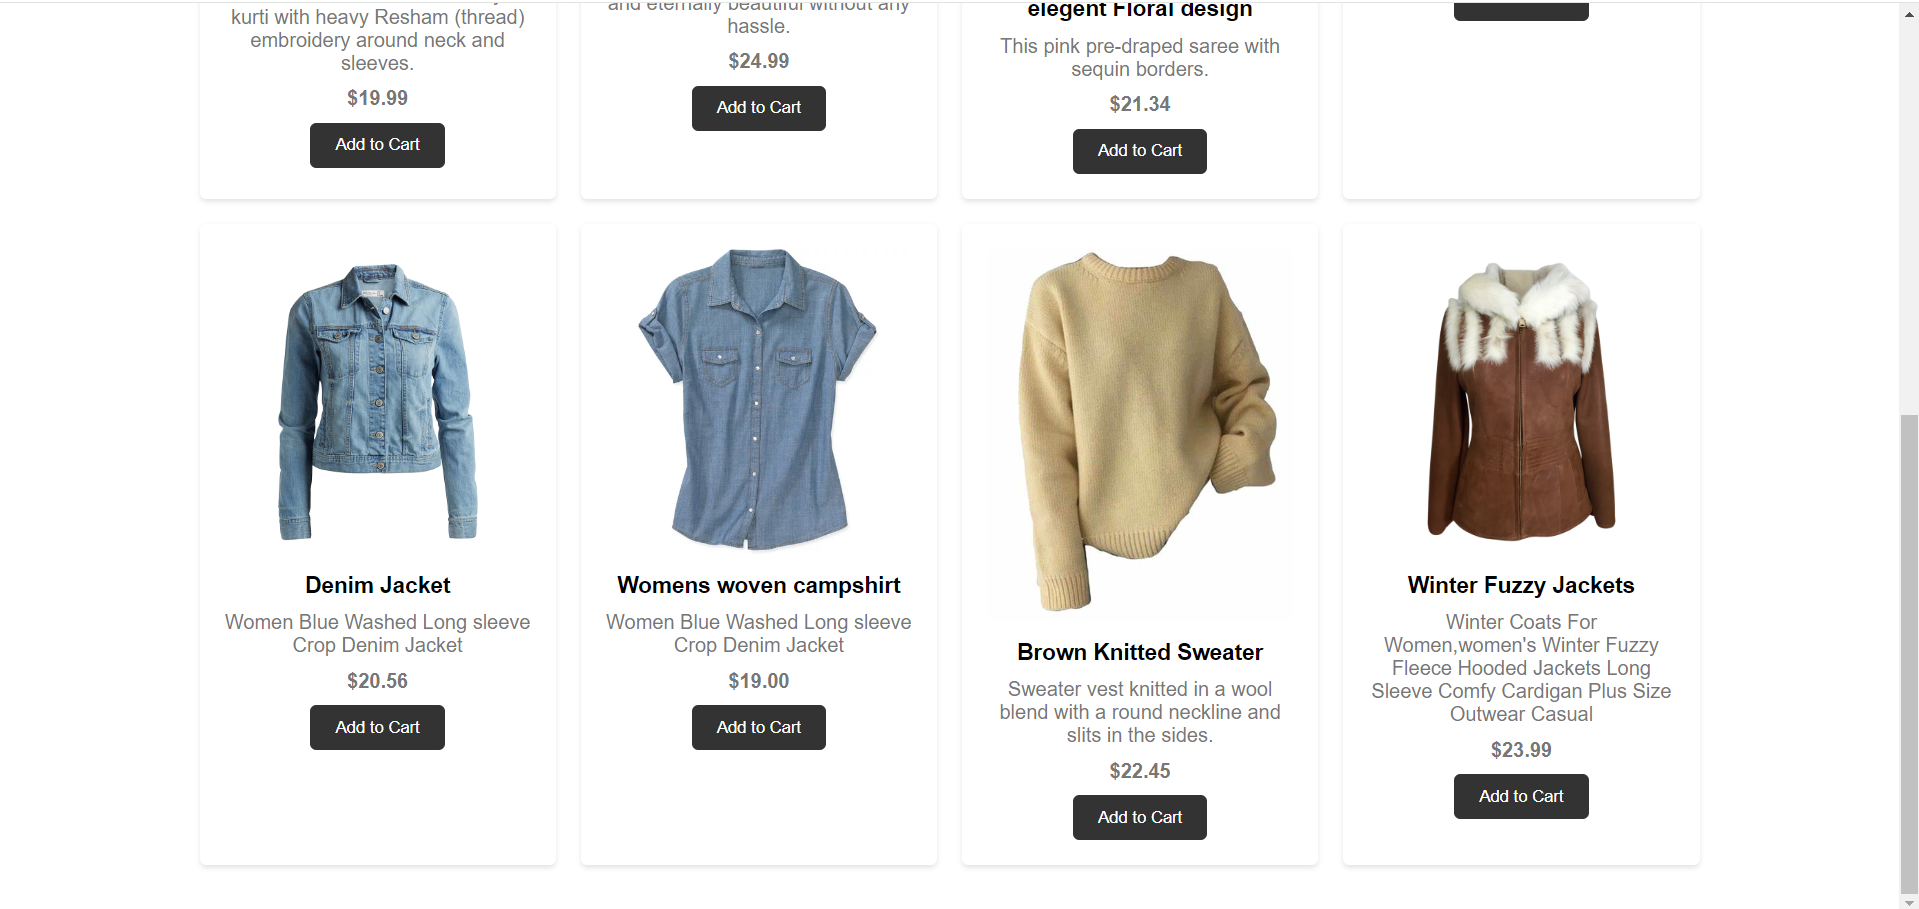 kurti with heavy Resham (thread)
embroidery around neck and
sleeves.
$19.99
Add to Cart
and eternally beautiful without any
hassle.
$24.99
Add to Cart
elegent Floral design
This pink pre-draped saree with
sequin borders.
$21.34
Add to Cart
Denim Jacket
Women Blue Washed Long sleeve
Crop Denim Jacket
$20.56
Add to Cart
Womens woven campshirt
Women Blue Washed Long sleeve
Crop Denim Jacket
$19.00
Add to Cart
Brown Knitted Sweater
Sweater vest knitted in a wool
blend with a round neckline and
slits in the sides.
$22.45
Add to Cart
Winter Fuzzy Jackets
Winter Coats For
Women,women's Winter Fuzzy
Fleece Hooded Jackets Long
Sleeve Comfy Cardigan Plus Size
Outwear Casual
$23.99
Add to Cart